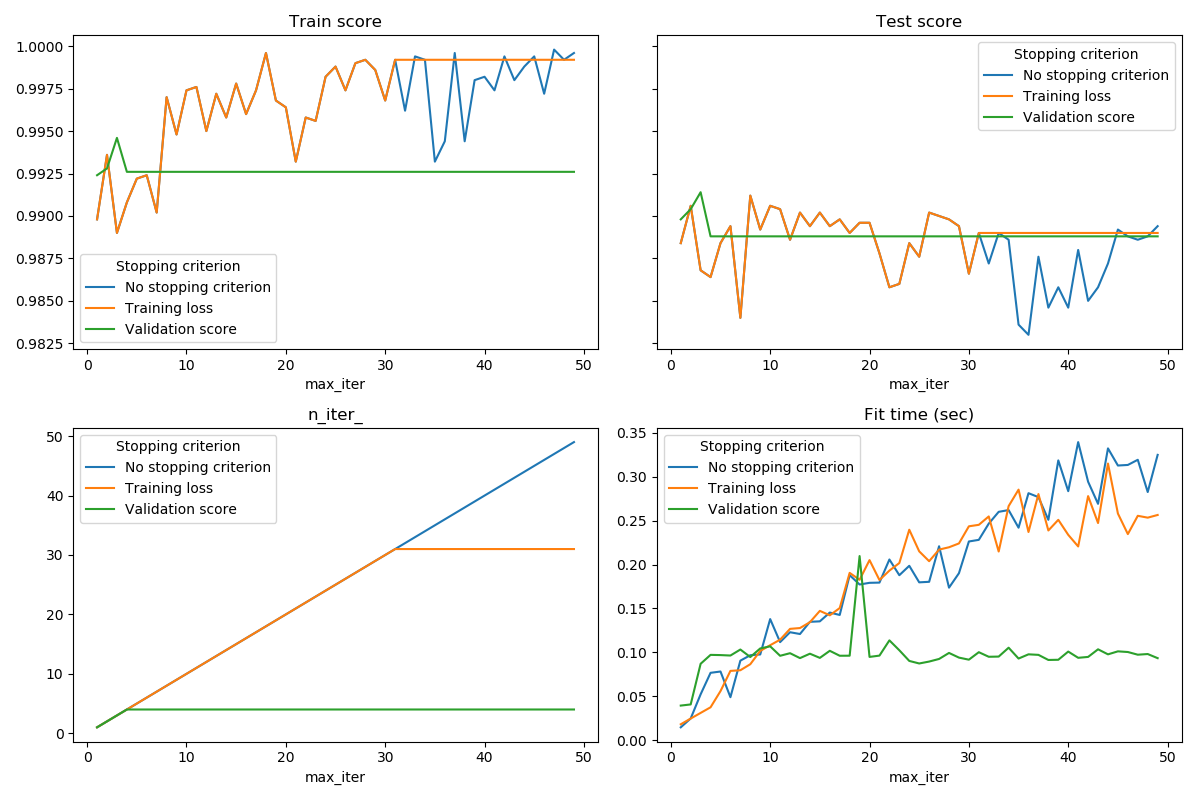 Train score
1.0000
0.9975
0.9950
0.9925
0.9900
0.9875
0.9850
0.9825
Stopping criterion
No stopping criterion
Training loss
Validation score
0 10 20 30 40 50
max_iter
Test score
Stopping criterion
No stopping criterion
Training loss
Validation score
0 10 20 30 40 50
max_iter
n_iter_
50
40
30
20
10
0
Stopping criterion
No stopping criterion
Training loss
Validation score
0 10 20 30 40 50
max_iter
Fit time (sec)
0.35
0.30
0.25
0.20
0.15
0.10
0.05
0.00
Stopping criterion
No stopping criterion
Training loss
Validation score
0 10 20 30 40 50
max_iter